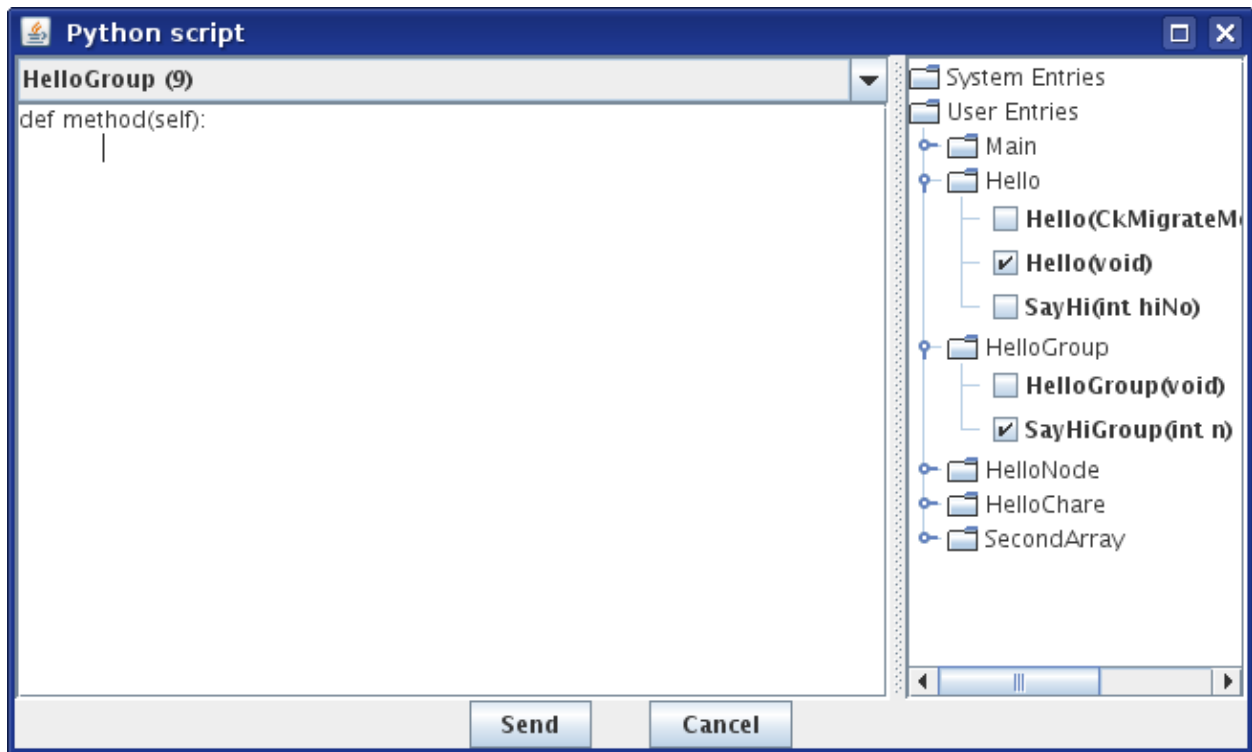 Python script
HelloGroup (9)
def method(self):
System Entries
User Entries
Main
Hello
Hello(CkMigrateM
Hello(void)
SayHi(int hiNo)
HelloGroup
HelloGroup(void)
SayHiGroup(int n)
HelloNode
HelloChare
SecondArray
Send
Cancel